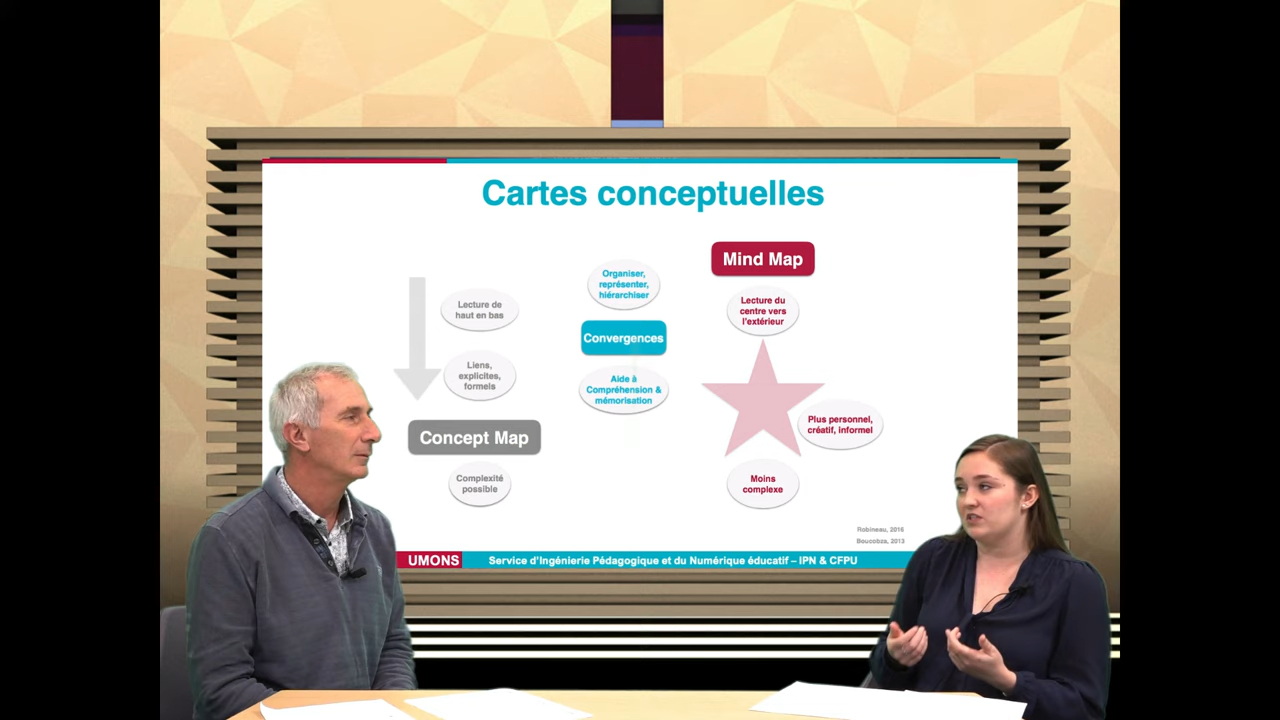 Cartes conceptuelles
Lecture de
haut en bas
Liens,
explicites,
formels
Concept Map
Complexité
possible
Organiser,
représenter,
hiérarchiser
Convergences
Aide à
Compréhension &
mémorisation
Mind Map
Lecture du
centre vers
l'extérieur
Plus personnel,
créatif, informel
Moins
complexe
Robineau, 2016
Boucobza, 2013
UMONS
Service d'Ingénierie Pédagogique et du Numérique éducatif – IPN & CFPU